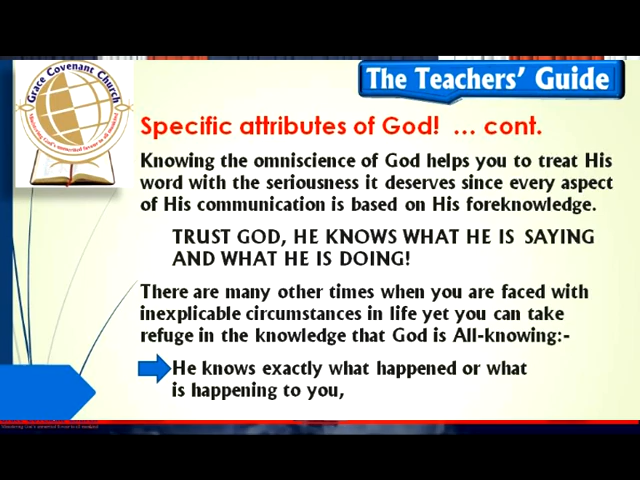 Grace Covenant Church
The Teachers' Guide
Specific attributes of God! ... cont.
Knowing the omniscience of God helps you to treat His
word with the seriousness it deserves since every aspect
of His communication is based on His foreknowledge.
TRUST GOD, HE KNOWS WHAT HE IS SAYING
AND WHAT HE IS DOING!
There are many other times when you are faced with
inexplicable circumstances in life yet you can take
refuge in the knowledge that God is All-knowing:-
He knows exactly what happened or what
is happening to you,